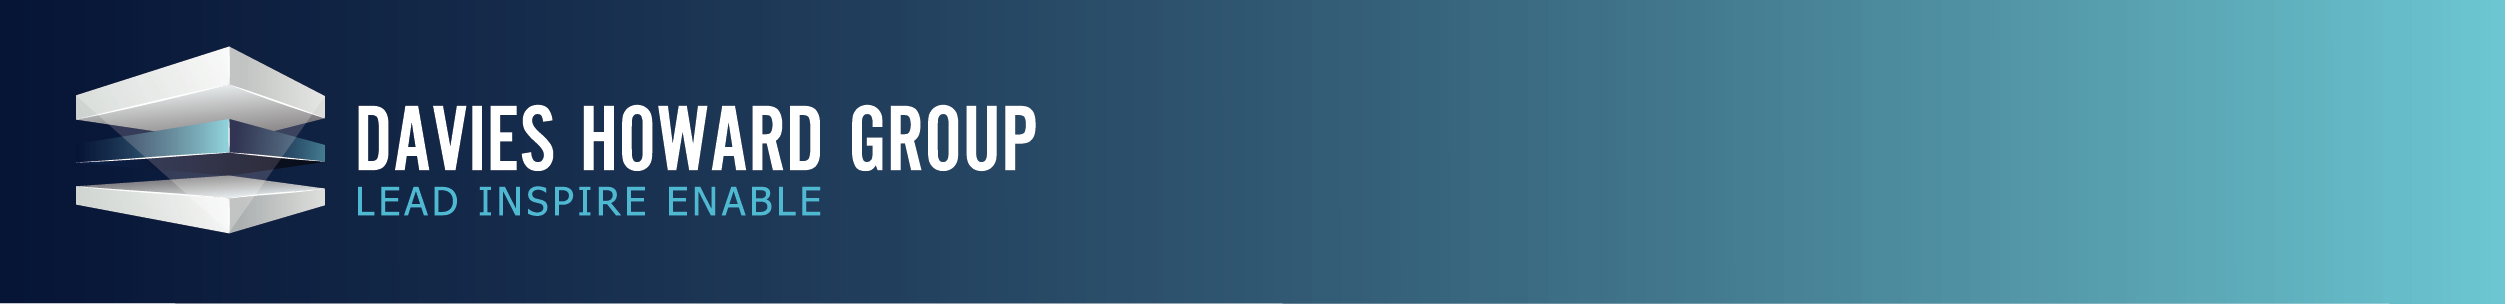 DAVIES HOWARD GROUP
LEAD INSPIRE ENABLE